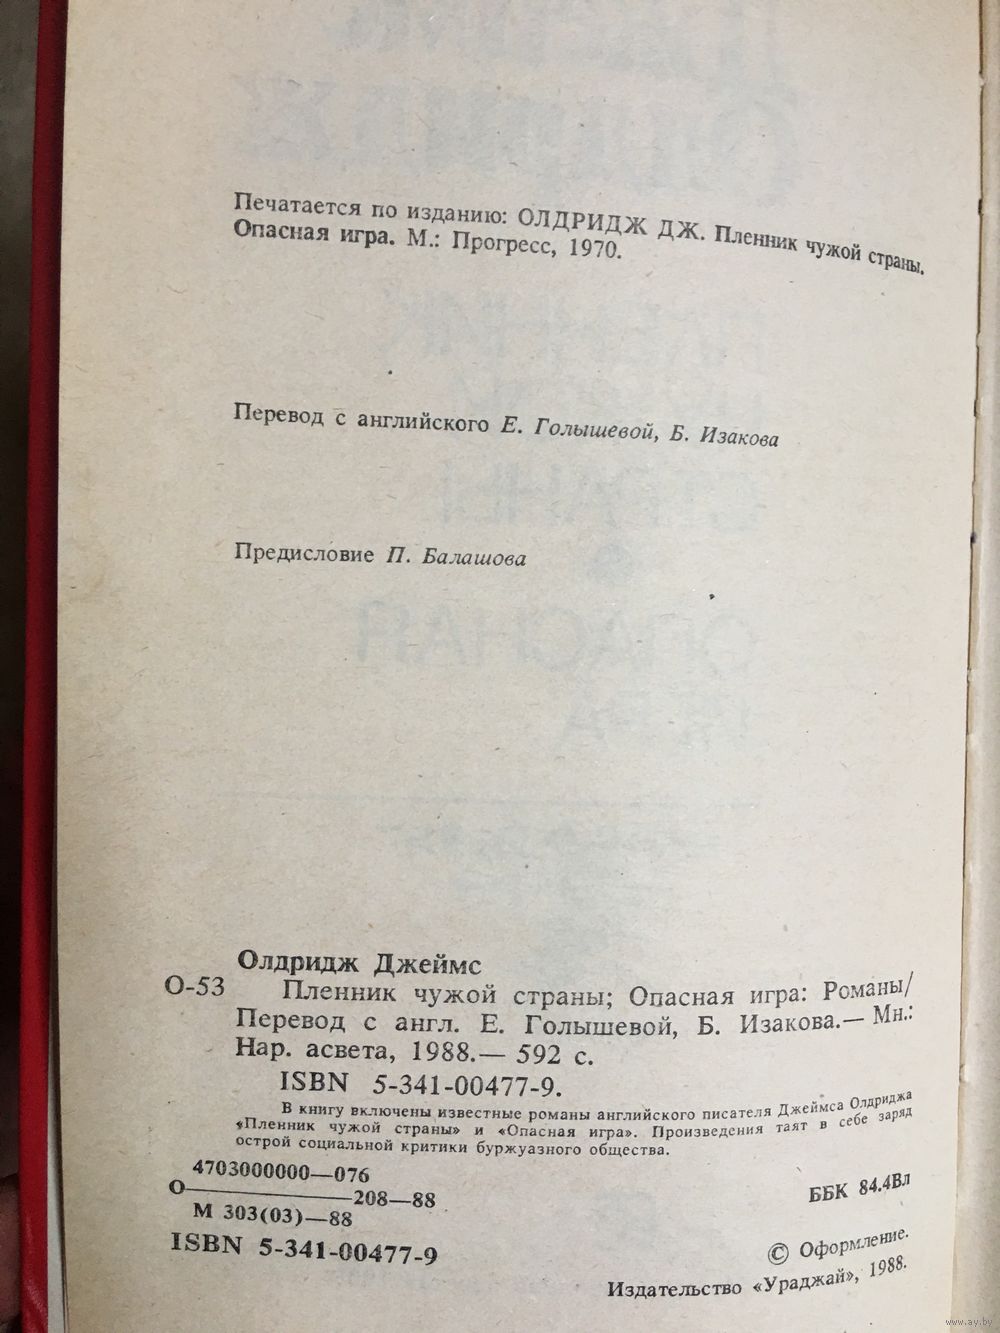 Печатается по изданию: ОЛДРИДЖ ДЖ. Пленник чужой страны.
Опасная игра. М.: Прогресс, 1970.
Перевод с английского Е. Голышевой, Б. Изакова
Предисловие П. Балашова
Олдридж Джеймс
О-53 Пленник чужой страны; Опасная игра: Романы/
Перевод с англ. Е. Голышевой, Б. Изакова.— Мн.:
Нар. асвета, 1988.— 592 с.
ISBN 5-341-00477-9.
В книгу включены известные романы английского писателя Джеймса Олдриджа
«Пленник чужой страны» и «Опасная игра». Произведения таят в себе заряд
острой социальной критики буржуазного общества.
4703000000—076
О————208—88
М 303(03)—88
ББК 84.4Вл
ISBN 5-341-00477-9
© Оформление.
Издательство «Ураджай», 1988.
www.ay.by